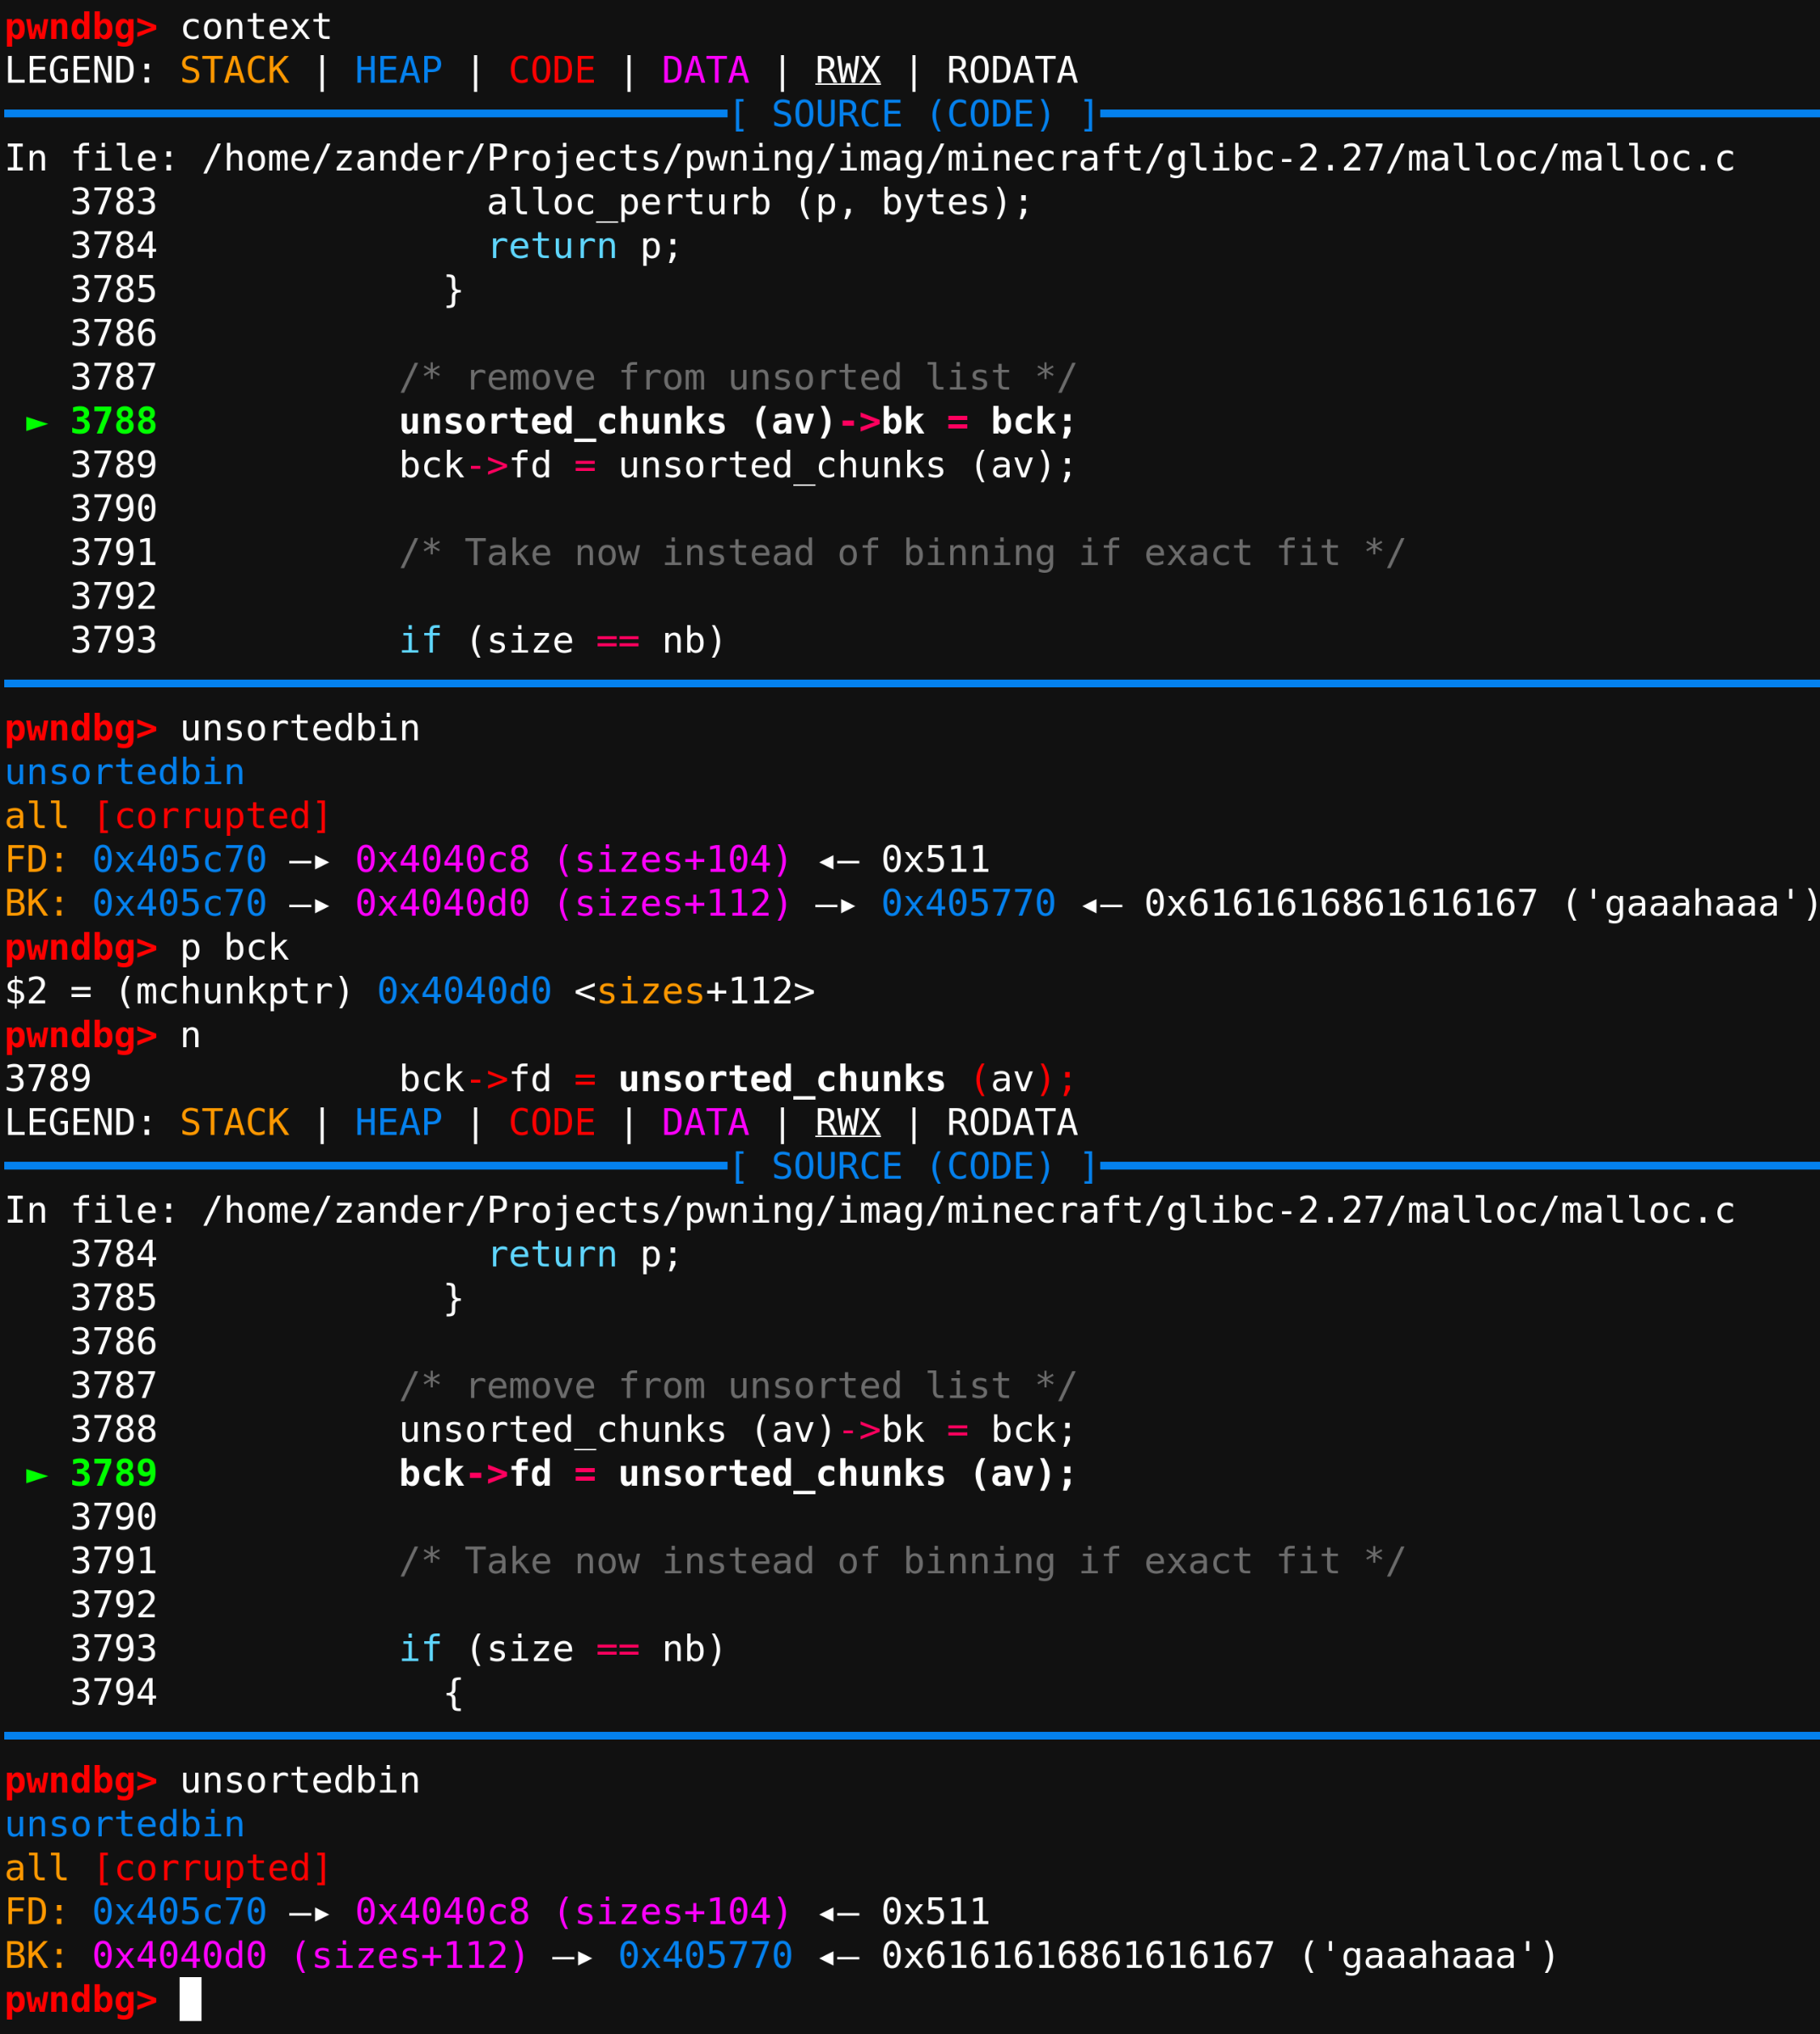 pwndbg> context
LEGEND: STACK | HEAP | CODE | DATA | RWX | RODATA
[ SOURCE (CODE) ]
In file: /home/zander/Projects/pwning/imag/minecraft/glibc-2.27/malloc/malloc.c
   3783               alloc_perturb (p, bytes);
   3784               return p;
   3785             }
   3786
   3787           /* remove from unsorted list */
 ► 3788           unsorted_chunks (av)->bk = bck;
   3789           bck->fd = unsorted_chunks (av);
   3790
   3791           /* Take now instead of binning if exact fit */
   3792
   3793           if (size == nb)
pwndbg> unsortedbin
unsortedbin
all [corrupted]
FD: 0x405c70 —▸ 0x4040c8 (sizes+104) ◂— 0x511
BK: 0x405c70 —▸ 0x4040d0 (sizes+112) —▸ 0x405770 ◂— 0x6161616861616167 ('gaaahaaa')
pwndbg> p bck
$2 = (mchunkptr) 0x4040d0 <sizes+112>
pwndbg> n
3789              bck->fd = unsorted_chunks (av);
LEGEND: STACK | HEAP | CODE | DATA | RWX | RODATA
[ SOURCE (CODE) ]
In file: /home/zander/Projects/pwning/imag/minecraft/glibc-2.27/malloc/malloc.c
   3784               return p;
   3785             }
   3786
   3787           /* remove from unsorted list */
   3788           unsorted_chunks (av)->bk = bck;
 ► 3789           bck->fd = unsorted_chunks (av);
   3790
   3791           /* Take now instead of binning if exact fit */
   3792
   3793           if (size == nb)
   3794             {
pwndbg> unsortedbin
unsortedbin
all [corrupted]
FD: 0x405c70 —▸ 0x4040c8 (sizes+104) ◂— 0x511
BK: 0x4040d0 (sizes+112) —▸ 0x405770 ◂— 0x6161616861616167 ('gaaahaaa')
pwndbg>